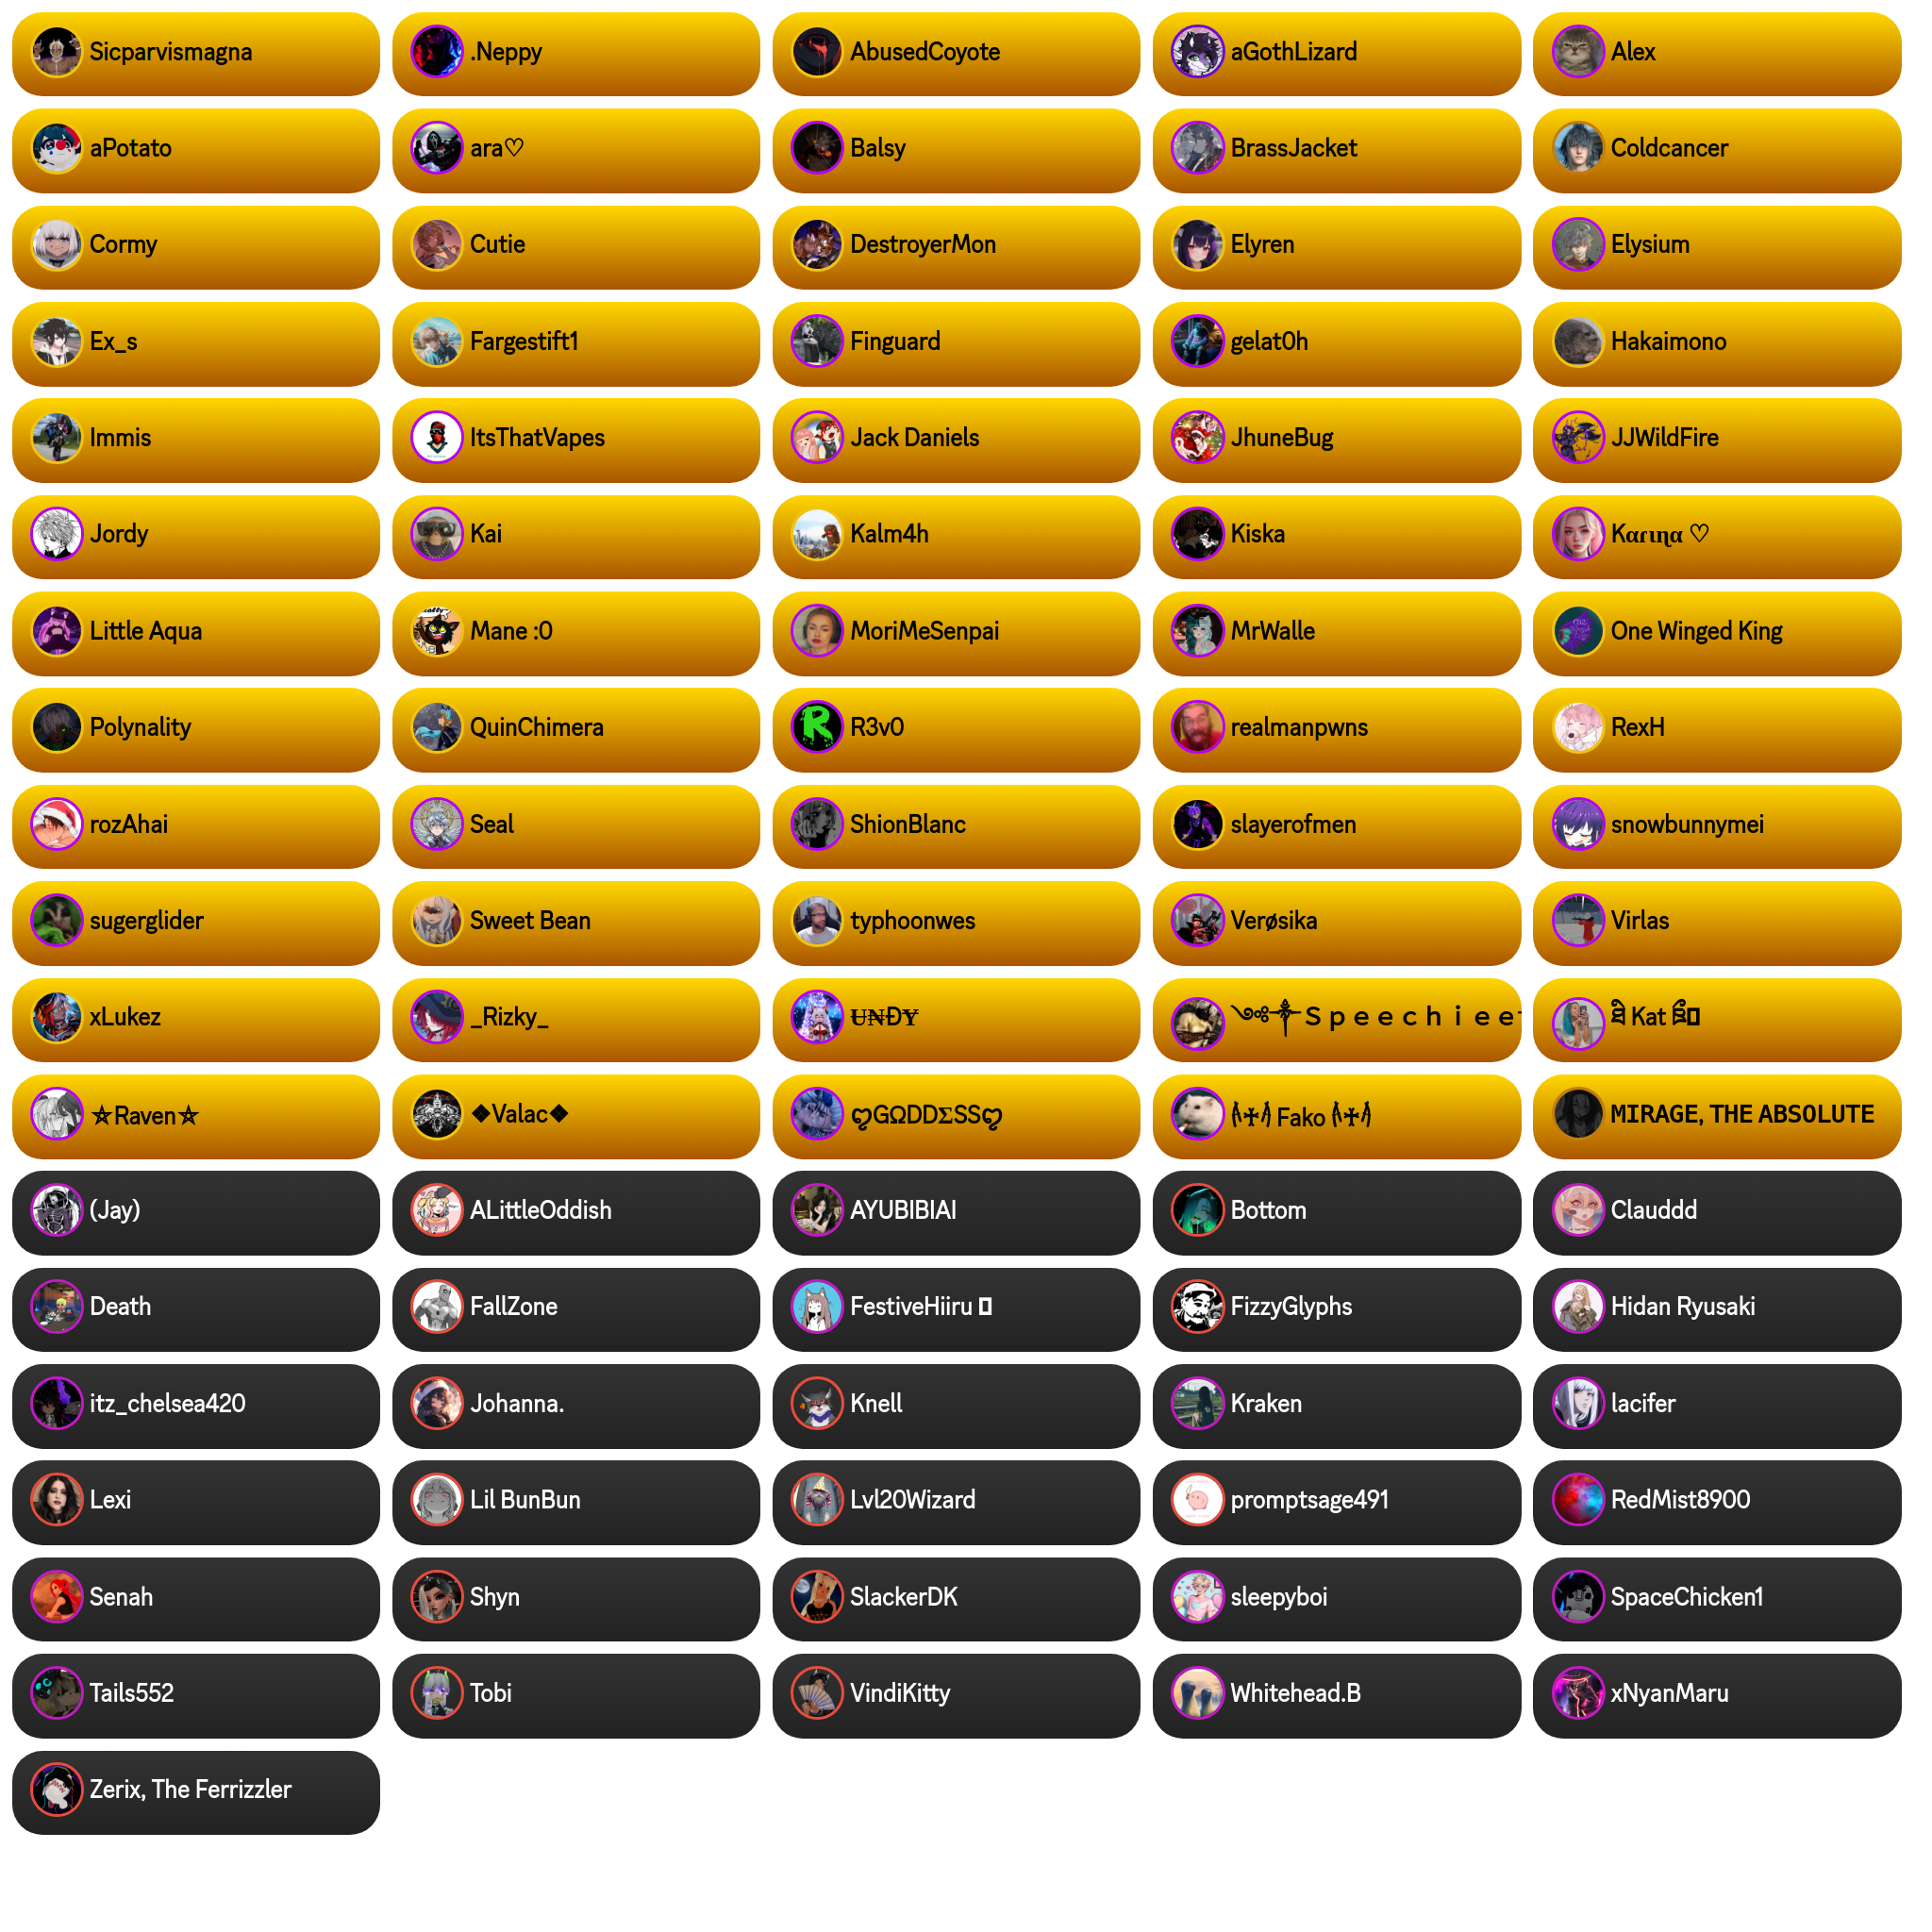 Sicparvismagna
.Neppy
AbusedCoyote
aGothLizard
Alex
aPotato
ara♡
Balsy
BrassJacket
Coldcancer
Cormy
Cutie
DestroyerMon
Elyren
Elysium
Ex_s
Fargestift1
Finguard
gelat0h
Hakaimono
Immis
ItsThatVapes
Jack Daniels
JhuneBug
JJWildFire
Jordy
Kai
Kalm4h
Kiska
Kαɾιɳα ♡
Little Aqua
Mane :0
MoriMeSenpai
MrWalle
One Winged King
Polynality
QuinChimera
R3v0
realmanpwns
RexH
rozAhai
Seal
ShionBlanc
slayerofmen
snowbunnymei
sugerglider
Sweet Bean
typhoonwes
Verøsika
Virlas
xLukez
_Rizky_
U̶₦ĐɎ
༺༒Ｓｐｅｅｃｈｉｅｅ
Kat
⛤Raven⛤
❖Valac❖
ღGΩDDΣSSღ
Fako
MIRAGE, THE ABSOLUTE
(Jay)
ALittleOddish
AYUBIBIAI
Bottom
Clauddd
Death
FallZone
FestiveHiiru
FizzyGlyphs
Hidan Ryusaki
itz_chelsea420
Johanna.
Knell
Kraken
lacifer
Lexi
Lil BunBun
Lvl20Wizard
promptsage491
RedMist8900
Senah
Shyn
SlackerDK
sleepyboi
SpaceChicken1
Tails552
Tobi
VindiKitty
Whitehead.B
xNyanMaru
Zerix, The Ferrizzler